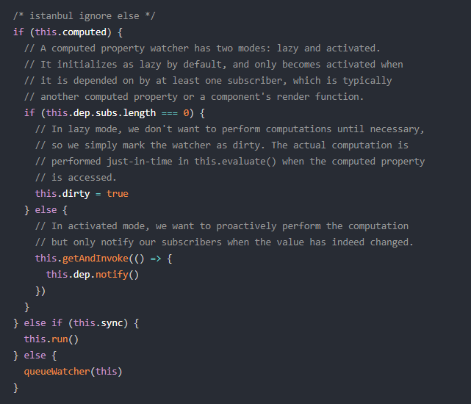 /* istanbul ignore else */
if (this.computed) {
// A computed property watcher has two modes: lazy and activated.
// It initializes as lazy by default, and only becomes activated when
// it is depended on by at least one subscriber, which is typically
// another computed property or a component's render function.
if (this.dep.subs.length === 0) {
// In lazy mode, we don't want to perform computations until necessary,
// so we simply mark the watcher as dirty. The actual computation is
// performed just-in-time in this.evaluate() when the computed property
// is accessed.
this.dirty = true
} else {
// In activated mode, we want to proactively perform the computation
// but only notify our subscribers when the value has indeed changed.
this.getAndInvoke(() => {
this.dep.notify()
})
}
} else if (this.sync) {
this.run()
} else {
queueWatcher(this)
}